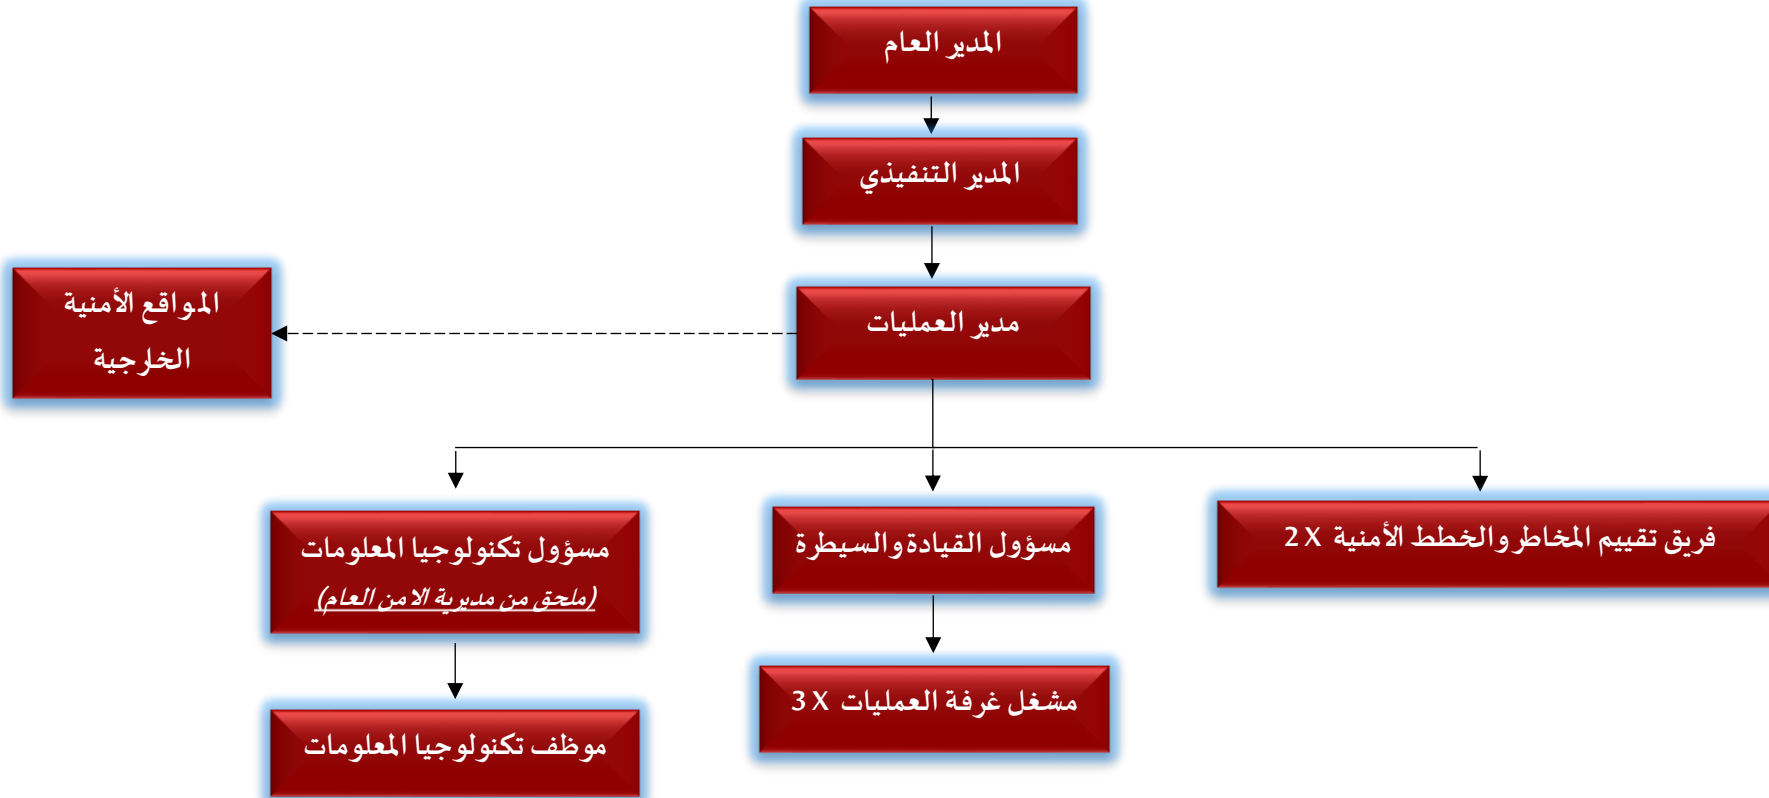 المدير العام
المدير التنفيذي
مدير العمليات
المواقع الأمنية
الخارجية
فريق تقييم المخاطر والخطط الأمنية 2X
مسؤول القيادة والسيطرة
مسؤول تكنولوجيا المعلومات
(ملحق من مديرية الامن العام)
مشغل غرفة العمليات 3X
موظف تكنولوجيا المعلومات